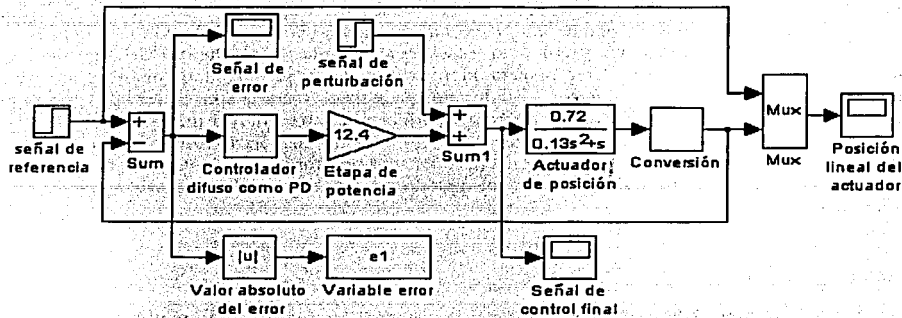 Señal de
error
señal de
perturbación
+
−
señal de
referencia
Sum
Controlador
difuso como PD
12.4
Etapa de
potencia
+
+
Sum1
0.72
0.13s²+s
Actuador
de posición
Conversión
Mux
Mux
Posición
lineal del
actuador
|u|
Valor absoluto
del error
e1
Variable error
Señal de
control final